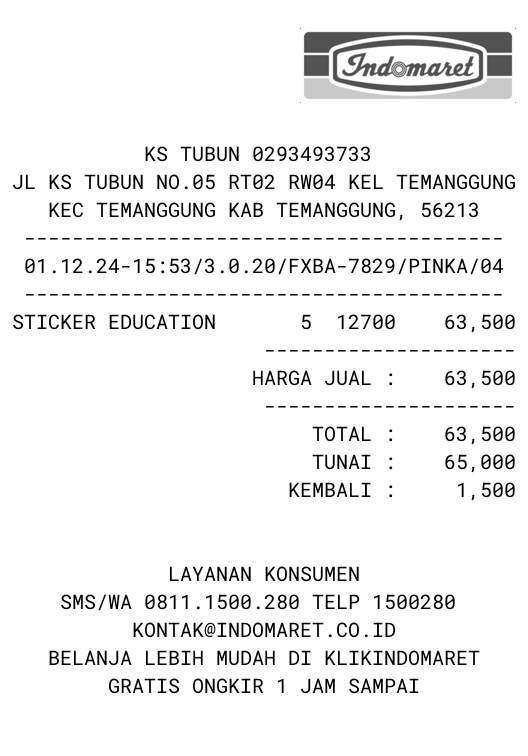 Indomaret
KS TUBUN 0293493733
JL KS TUBUN NO.05 RT02 RW04 KEL TEMANGGUNG
KEC TEMANGGUNG KAB TEMANGGUNG, 56213
----------------------------------------
01.12.24-15:53/3.0.20/FXBA-7829/PINKA/04
----------------------------------------
STICKER EDUCATION 5 12700 63,500
---------------------
HARGA JUAL : 63,500
---------------------
TOTAL : 63,500
TUNAI : 65,000
KEMBALI : 1,500
LAYANAN KONSUMEN
SMS/WA 0811.1500.280 TELP 1500280
KONTAK@INDOMARET.CO.ID
BELANJA LEBIH MUDAH DI KLIKINDOMARET
GRATIS ONGKIR 1 JAM SAMPAI